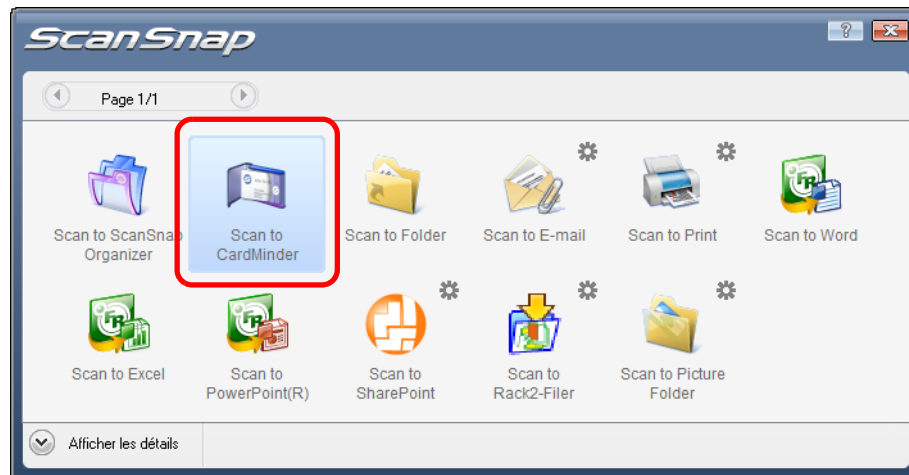 ScanSnap
Page 1/1
Scan to ScanSnap
Organizer
Scan to
CardMinder
Scan to Folder
Scan to E-mail
Scan to Print
Scan to Word
Scan to Excel
Scan to
PowerPoint(R)
Scan to
SharePoint
Scan to
Rack2-Filer
Scan to Picture
Folder
Afficher les détails